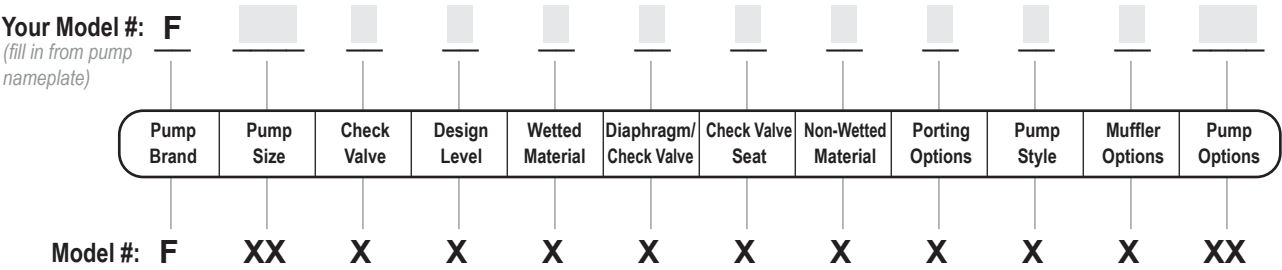 Your Model #: F
(fill in from pump
nameplate)
Pump Pump Check Design Wetted Diaphragm/ Check Valve Non-Wetted Porting Pump Muffler Pump
Brand Size Valve Level Material Check Valve Seat Material Options Style Options Options
Model #: F XX X X X X X X X X X XX